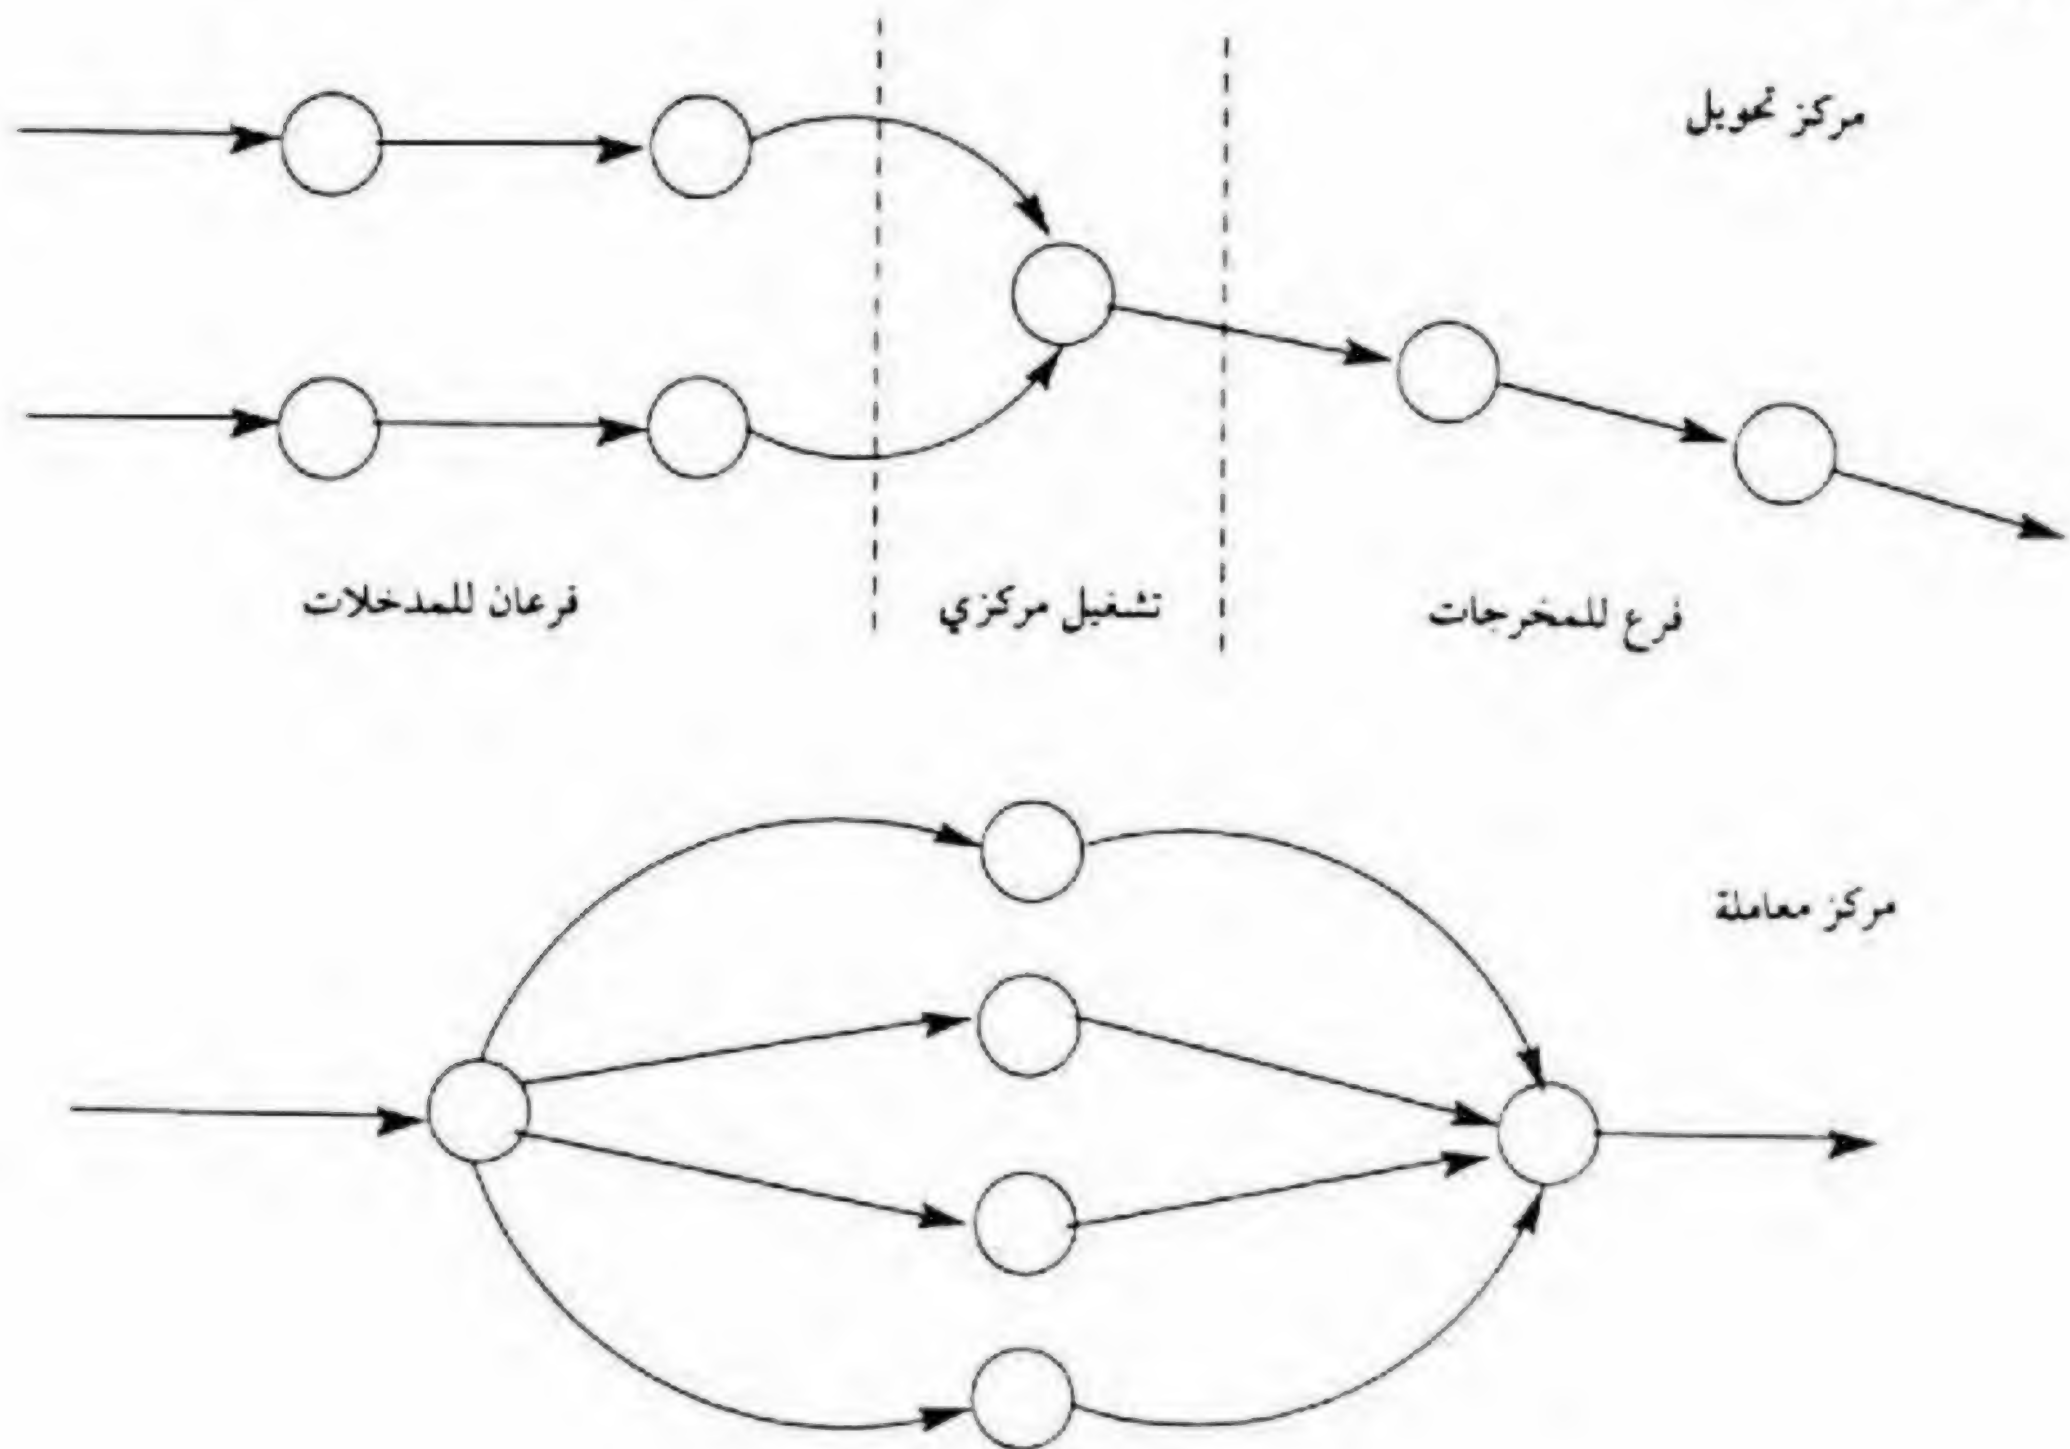 مركز تحويل
فرعان للمدخلات
تشغيل مركزي
فرع للمخرجات
مركز معاملة